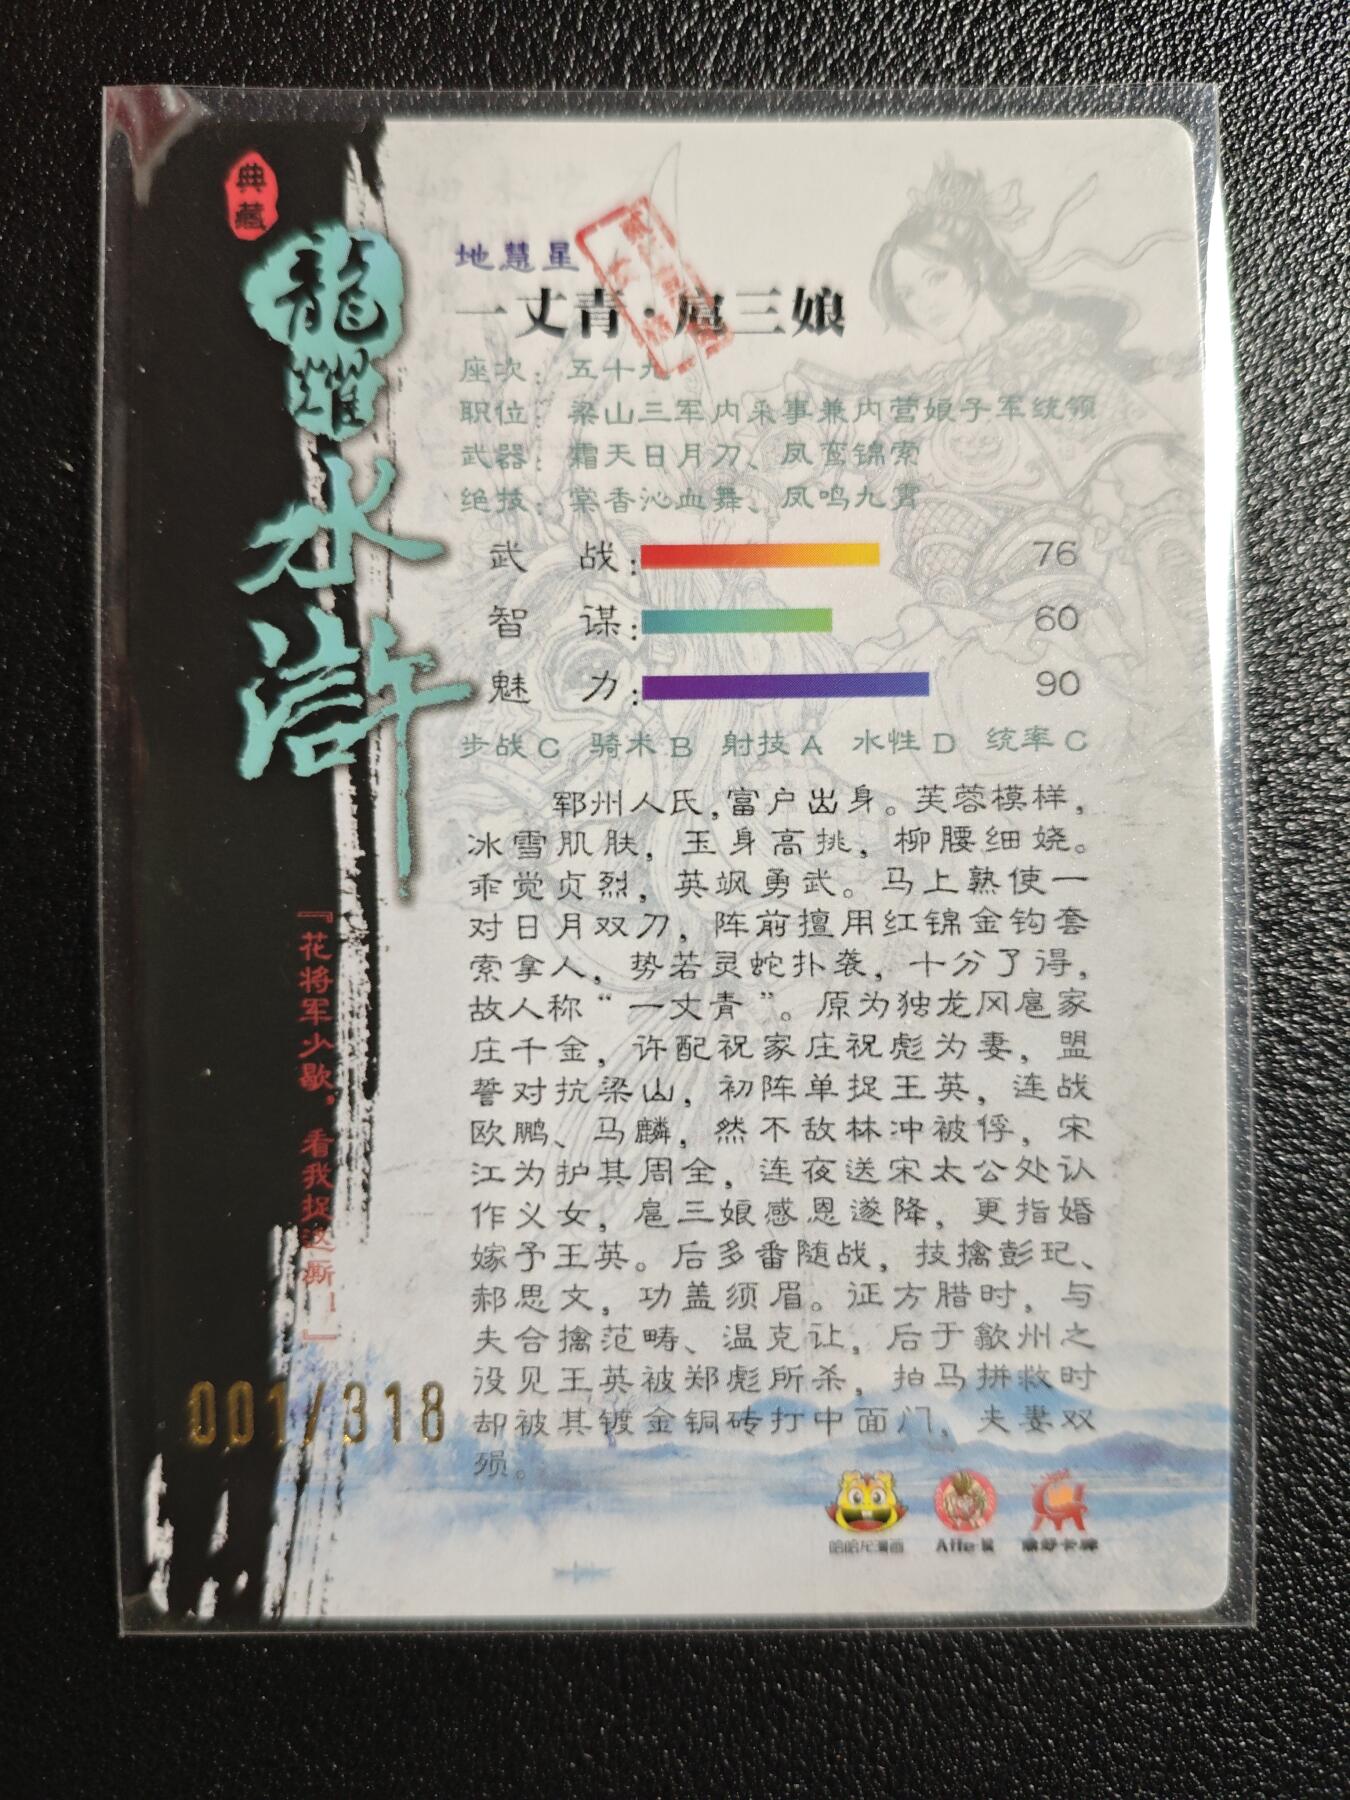 典藏
龍耀水滸
『花将军少歇，看我捉这厮！』
001/318
地慧星
一丈青·扈三娘
座次：五十九
职位：梁山三军内采事兼内营娘子军统领
武器：霜天日月刀、凤鸾锦索
绝技：棠香沁血舞、凤鸣九霄
武战：76
智谋：60
魅力：90
步战C 骑术B 射技A 水性D 统率C
郓州人氏，富户出身。芙蓉模样，
冰雪肌肤，玉身高挑，柳腰细娆。
乖觉贞烈，英飒勇武。马上熟使一
对日月双刀，阵前擅用红锦金钩套
索拿人，势若灵蛇扑袭，十分了得，
故人称“一丈青”。原为独龙冈扈家
庄千金，许配祝家庄祝彪为妻，盟
誓对抗梁山，初阵单捉王英，连战
欧鹏、马麟，然不敌林冲被俘，宋
江为护其周全，连夜送宋太公处认
作义女，扈三娘感恩遂降，更指婚
嫁予王英。后多番随战，技擒彭玘、
郝思文，功盖须眉。征方腊时，与
夫合擒范畴、温克让，后于歙州之
役见王英被郑彪所杀，拍马拼救时
却被其镀金铜砖打中面门，夫妻双
殒。
哈哈龙漫画